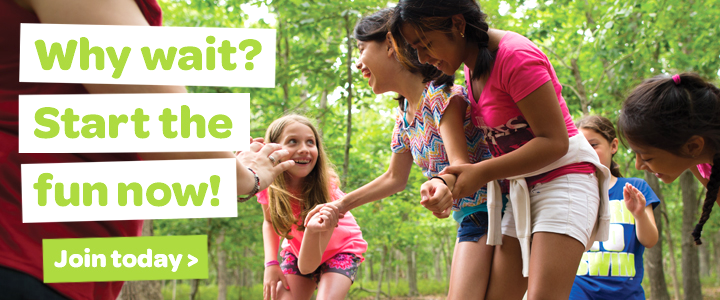 Why wait?
Start the
fun now!
Join today >